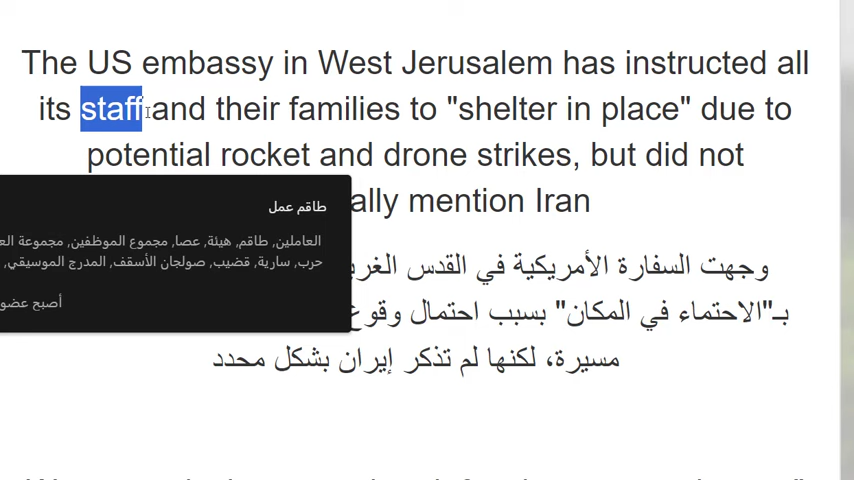 The US embassy in West Jerusalem has instructed all
its staff and their families to "shelter in place" due to
potential rocket and drone strikes, but did not
ally mention Iran
طاقم عمل
العاملين, طاقم, هيئة, عصا, مجموع الموظفين, مجموعة
حرب, سارية, قضيب, صولجان الأسقف, المدرج الموسيقي,
أصبح عضو
وجهت السفارة الأمريكية في القدس
بـ"الاحتماء في المكان" بسبب احتمال وقوع
مسيرة، لكنها لم تذكر إيران بشكل محدد